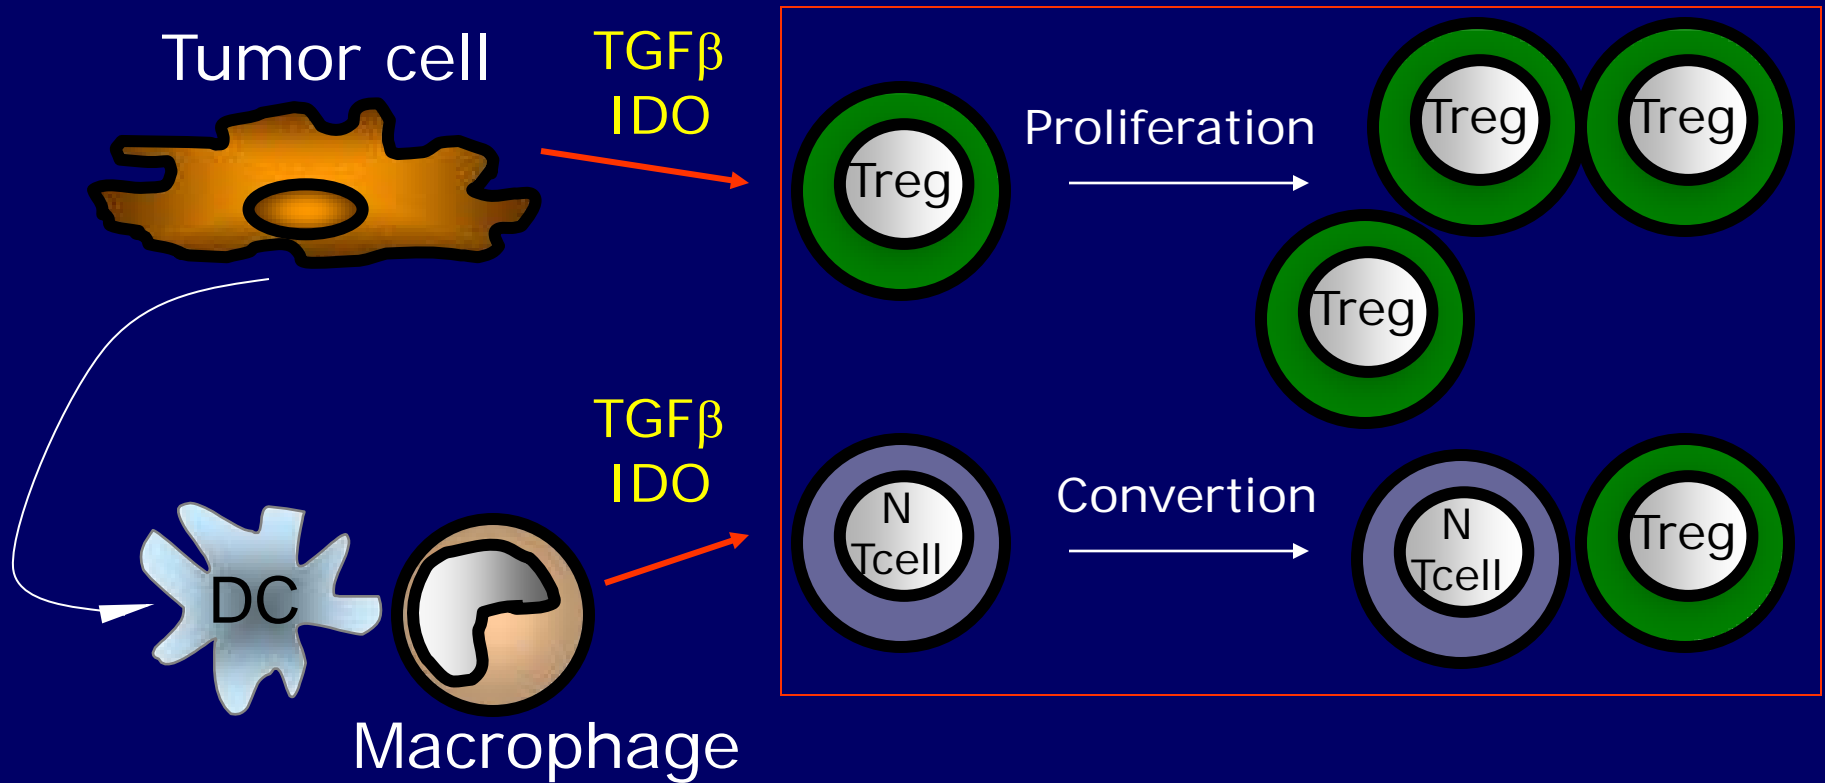 Tumor cell
TGFβ
IDO
Treg
Proliferation
Treg
Treg
Treg
TGFβ
IDO
N
Tcell
Convertion
N
Tcell
Treg
DC
Macrophage